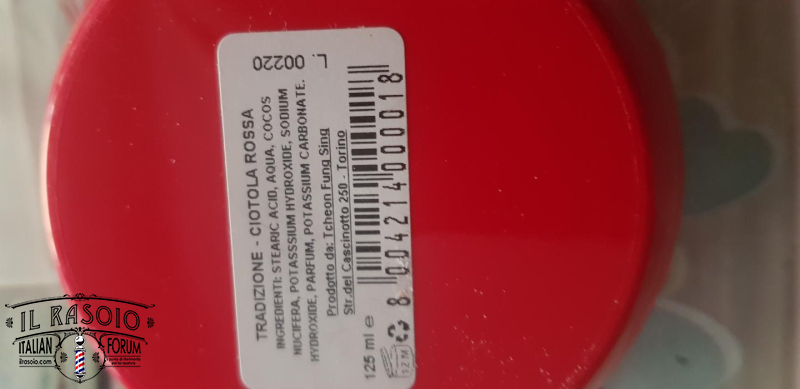 TRADIZIONE - CIOTOLA ROSSA
INGREDIENTI: STEARIC ACID, AQUA, COCOS
NUCIFERA, POTASSSIUM HYDROXIDE, SODIUM
HYDROXIDE, PARFUM, POTASSIUM CARBONATE.
Prodotto da: Tcheon Fung Sing
Str.del Cascinotto 250 - Torino
125 ml e
12 M
8 004214 000018
L. 00220
IL RASOIO
ITALIAN FORUM
ilrasoio.com